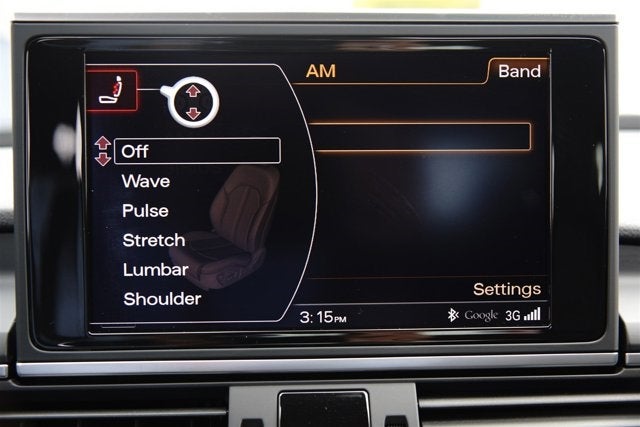 AM
Band
Off
Wave
Pulse
Stretch
Lumbar
Shoulder
Settings
3:15PM
Google 3G